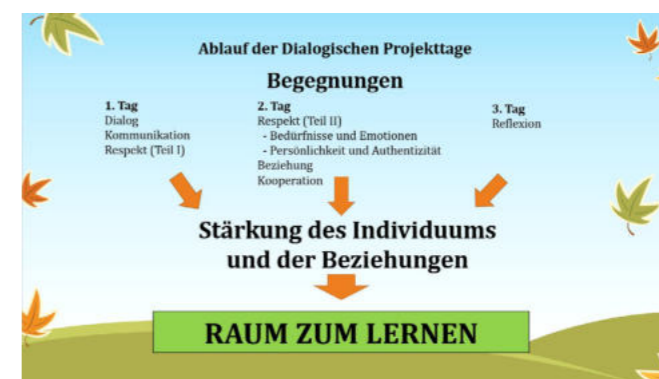 Ablauf der Dialogischen Projekttage
Begegnungen
1. Tag
Dialog
Kommunikation
Respekt (Teil I)
2. Tag
Respekt (Teil II)
- Bedürfnisse und Emotionen
- Persönlichkeit und Authentizität
Beziehung
Kooperation
3. Tag
Reflexion
Stärkung des Individuums
und der Beziehungen
RAUM ZUM LERNEN